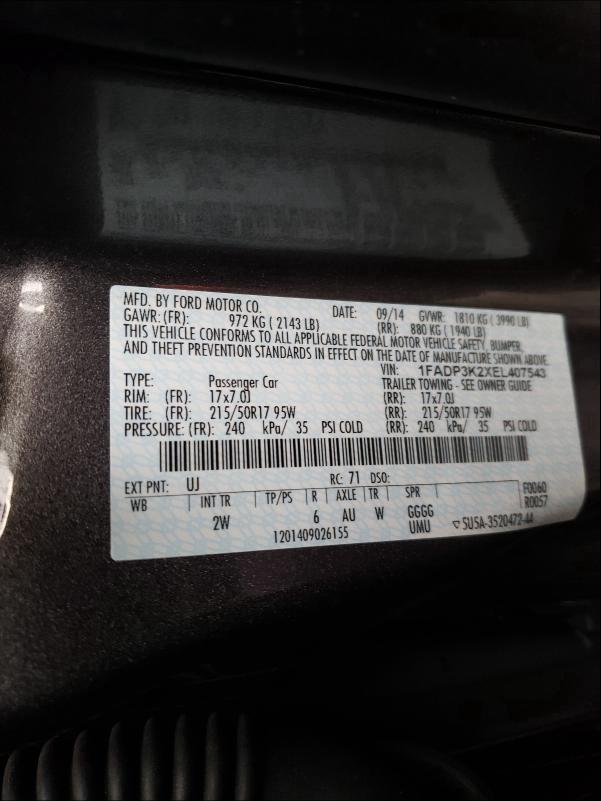 MFD. BY FORD MOTOR CO.
DATE: 09/14 GVWR: 1810 KG ( 3990 LB)
GAWR: (FR): 972 KG ( 2143 LB) (RR): 880 KG ( 1940 LB)
THIS VEHICLE CONFORMS TO ALL APPLICABLE FEDERAL MOTOR VEHICLE SAFETY, BUMPER,
AND THEFT PREVENTION STANDARDS IN EFFECT ON THE DATE OF MANUFACTURE SHOWN ABOVE.
VIN: 1FADP3K2XEL407543
TYPE: Passenger Car TRAILER TOWING - SEE OWNER GUIDE
RIM: (FR): 17x7.0J (RR): 17x7.0J
TIRE: (FR): 215/50R17 95W (RR): 215/50R17 95W
PRESSURE: (FR): 240 kPa/ 35 PSI COLD (RR): 240 kPa/ 35 PSI COLD
EXT PNT: UJ RC: 71 DSO:
WB INT TR TP/PS R AXLE TR SPR F0060
R0057
2W 6 AU W GGGG
1201409026155 UMU ▽ SU5A-3520472-44